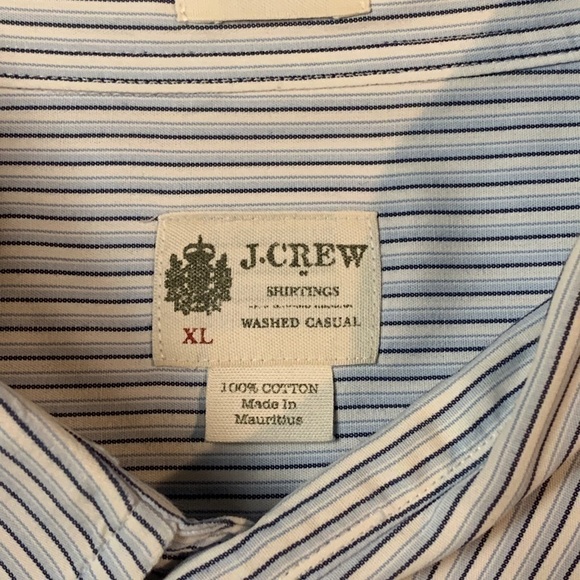 J.CREW
SHIRTINGS
WASHED CASUAL
XL
100% COTTON
Made In
Mauritius